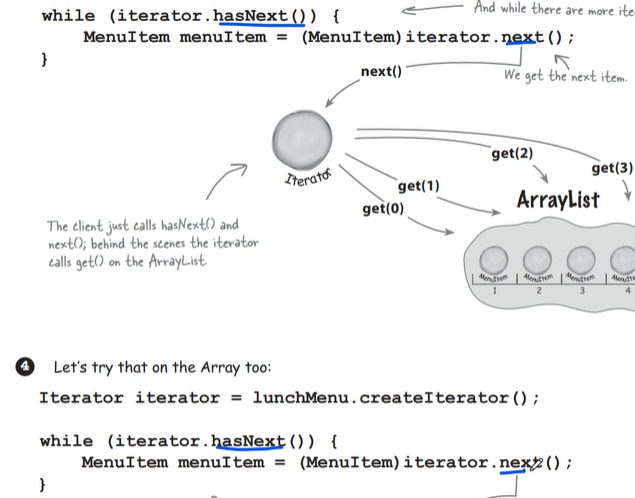 while (iterator.hasNext()) {
And while there are more
MenuItem menuItem = (MenuItem)iterator.next();
}
next()
We get the next item.
Iterator
get(2)
get(3)
get(1)
get(0)
ArrayList
The client just calls hasNext() and
next(); behind the scenes the iterator
calls get() on the ArrayList.
MenuItem MenuItem MenuItem
1 2 3 4
4 Let's try that on the Array too:
Iterator iterator = lunchMenu.createIterator();
while (iterator.hasNext()) {
MenuItem menuItem = (MenuItem)iterator.next();
}